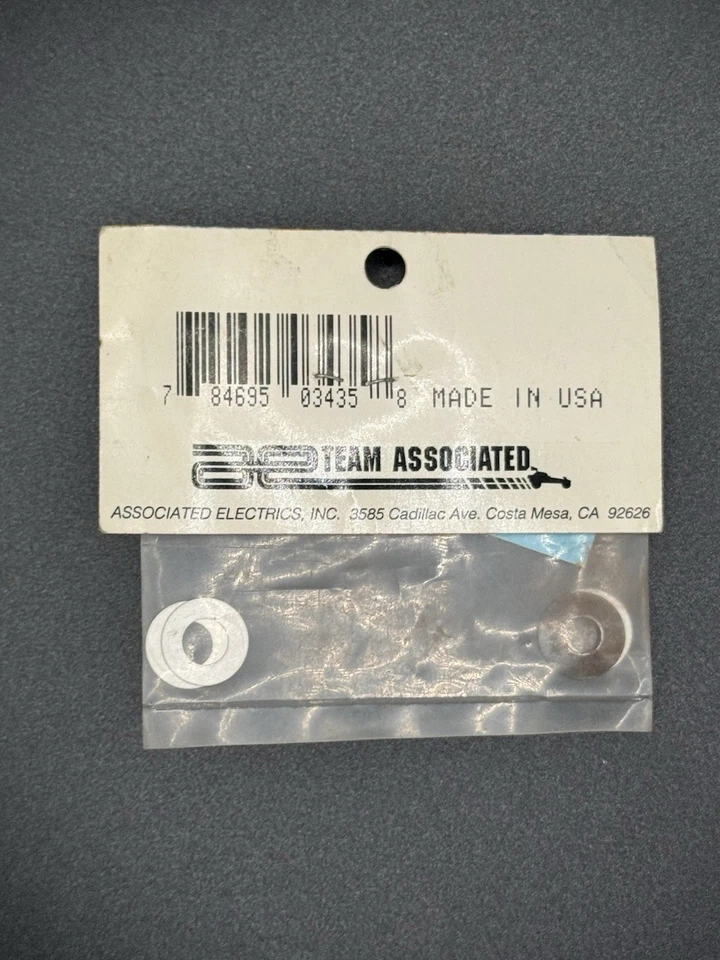 7 84695 03435 8 MADE IN USA
ae TEAM ASSOCIATED
ASSOCIATED ELECTRICS, INC. 3585 Cadillac Ave. Costa Mesa, CA 92626